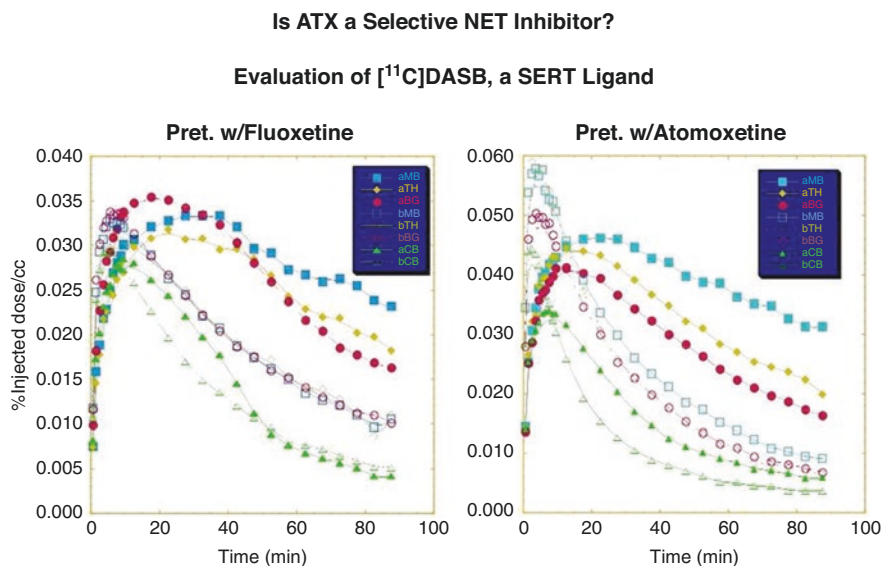 Is ATX a Selective NET Inhibitor?
Evaluation of [¹¹C]DASB, a SERT Ligand
Pret. w/Fluoxetine
Pret. w/Atomoxetine
%Injected dose/cc
0.040
0.035
0.030
0.025
0.020
0.015
0.010
0.005
0.000
aMB
aTH
aBG
bMB
bTH
bBG
aCB
bCB
0 20 40 60 80 100
Time (min)
0.060
0.050
0.040
0.030
0.020
0.010
0.000
aMB
aTH
aBG
bMB
bTH
bBG
aCB
bCB
0 20 40 60 80 100
Time (min)